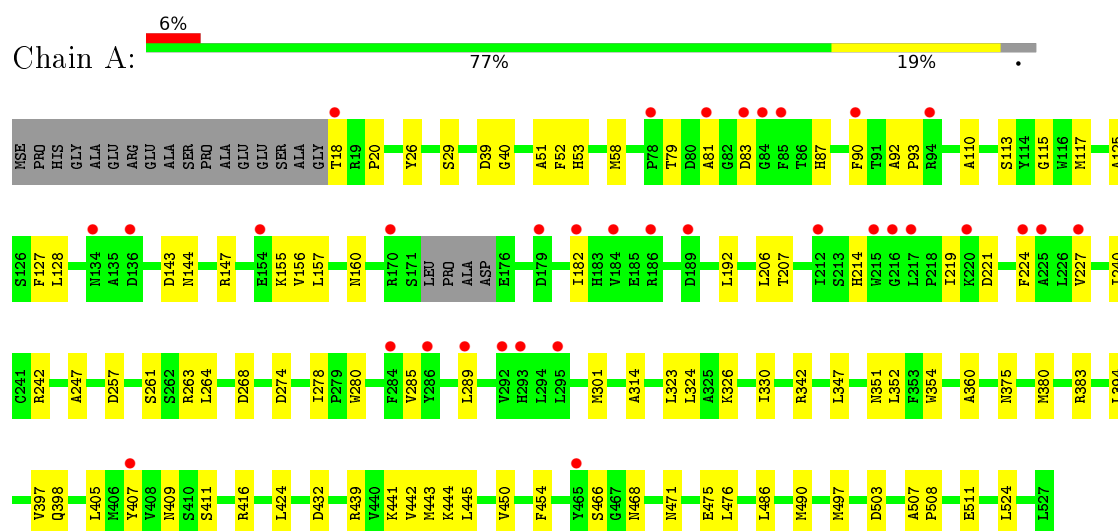 6%
Chain A:
77%
19%
MSE PRO HIS GLY ALA GLU ARG GLU ALA SER PRO ALA GLU GLU SER ALA GLY T18 R19 P20 Y26 S29 D39 G40 A51 F52 H53 M58 P78 T79 D80 A81 G82 D83 G84 F85 T86 H87 F90 T91 A92 P93 R94 A110 S113 Y114 G115 W116 M117 A125
S126 F127 L128 N134 A135 D136 D143 N144 R147 E154 K155 V156 L157 N160 R170 S171 LEU PRO ALA ASP E176 D179 I182 H183 V184 E185 R186 D189 L192 L206 T207 I212 S213 H214 W215 G216 L217 P218 I219 K220 D221 F224 A225 L226 V227 I240
C241 R242 A247 D257 S261 S262 R263 L264 D268 D274 I278 P279 W280 F284 V285 Y286 L289 V292 H293 L294 L295 M301 A314 L323 L324 A325 K326 I330 R342 L347 N351 L352 F353 W354 A360 N375 M380 R383 L394
V397 Q398 L405 M406 Y407 V408 N409 S410 S411 R416 L424 D432 R439 V440 K441 V442 M443 K444 L445 V450 F454 Y465 S466 G467 N468 N471 E475 L476 L486 M490 M497 D503 A507 P508 E511 L524 L527